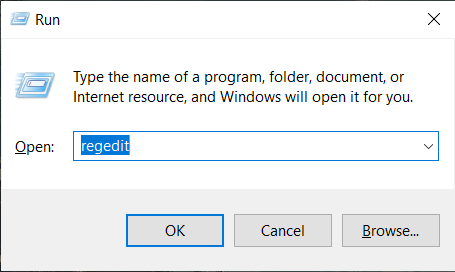 Run
Type the name of a program, folder, document, or
Internet resource, and Windows will open it for you.
Open: regedit
OK Cancel Browse...